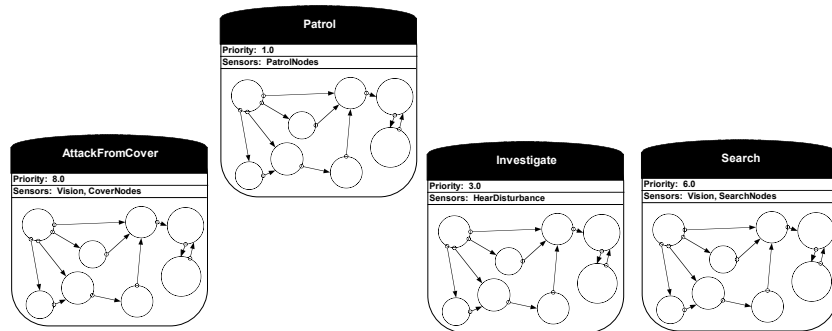 Patrol
Priority: 1.0
Sensors: PatrolNodes
AttackFromCover
Priority: 8.0
Sensors: Vision, CoverNodes
Investigate
Priority: 3.0
Sensors: HearDisturbance
Search
Priority: 6.0
Sensors: Vision, SearchNodes